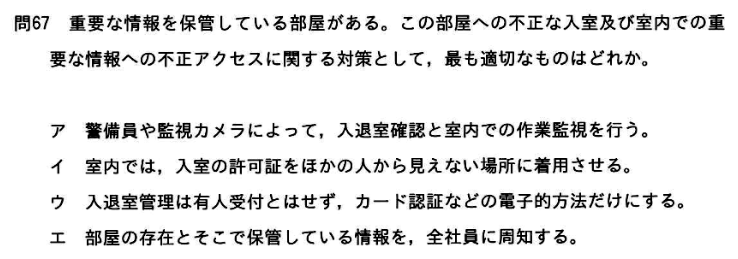 問67 重要な情報を保管している部屋がある。この部屋への不正な入室及び室内での重
要な情報への不正アクセスに関する対策として，最も適切なものはどれか。
ア 警備員や監視カメラによって，入退室確認と室内での作業監視を行う。
イ 室内では，入室の許可証をほかの人から見えない場所に着用させる。
ウ 入退室管理は有人受付とはせず，カード認証などの電子的方法だけにする。
エ 部屋の存在とそこで保管している情報を，全社員に周知する。